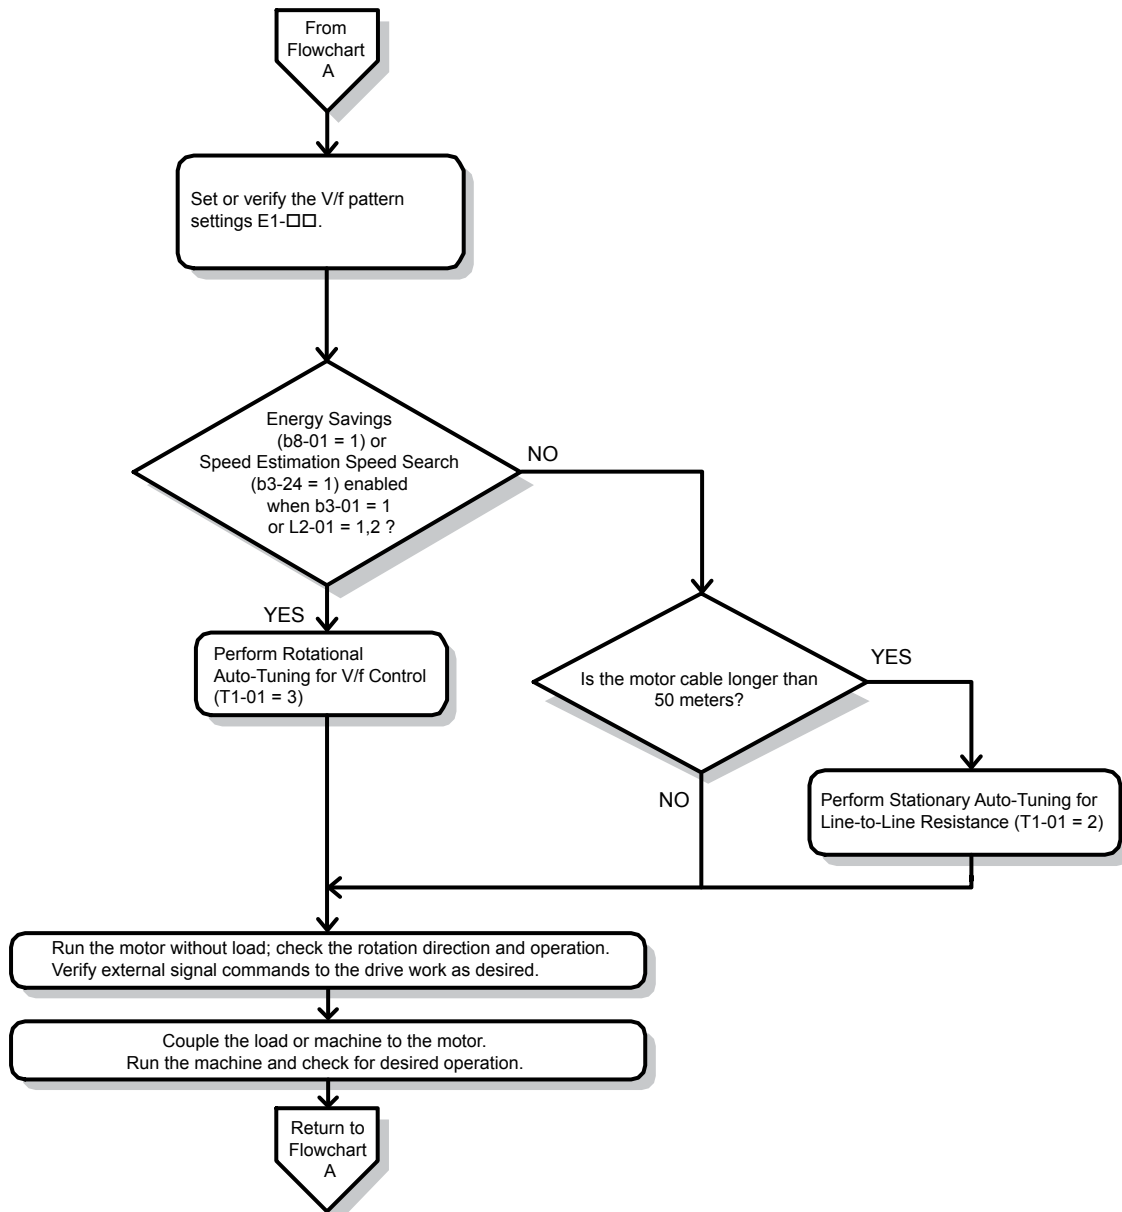 From
Flowchart
A
Set or verify the V/f pattern
settings E1-□□.
Energy Savings
(b8-01 = 1) or
Speed Estimation Speed Search
(b3-24 = 1) enabled
when b3-01 = 1
or L2-01 = 1,2 ?
NO
YES
Perform Rotational
Auto-Tuning for V/f Control
(T1-01 = 3)
Is the motor cable longer than
50 meters?
YES
NO
Perform Stationary Auto-Tuning for
Line-to-Line Resistance (T1-01 = 2)
Run the motor without load; check the rotation direction and operation.
Verify external signal commands to the drive work as desired.
Couple the load or machine to the motor.
Run the machine and check for desired operation.
Return to
Flowchart
A